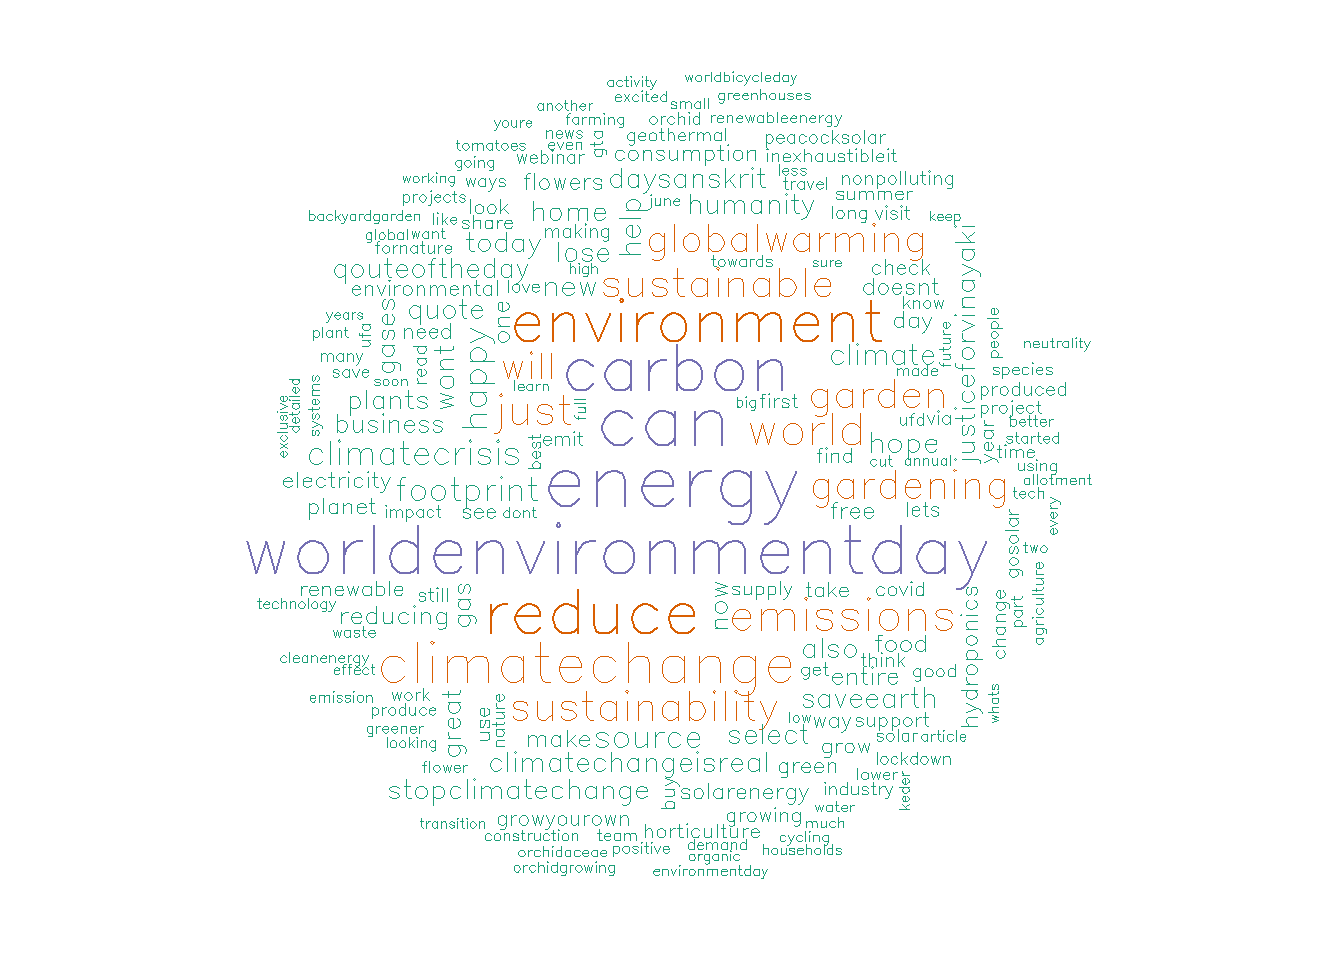 worldbicycleday
activity
excited
small
greenhouses
another
youre
farming
orchid
renewableenergy
news
even
gta
geothermal
peacocksolar
tomatoes
going
webinar
consumption
inexhaustibleit
working
ways
flowers
daysanskrit
less
travel
nonpolluting
projects
look
home
help
june
humanity
summer
backyardgarden
like
share
long
visit
keep
global
want
today
making
globalwarming
fornature
lose
towards
sure
check
justiceforvinayaki
qouteoftheday
high
environmental
love
new
sustainable
doesnt
years
ufa
gases
quote
one
environment
know
day
future
people
plant
need
happy
neutrality
many
read
wont
will
carbon
climate
made
species
save
soon
learn
systems
plants
just
full
can
big
first
garden
produced
exclusive
detailed
business
world
ufd
via
project
better
climatecrisis
best
emit
hope
year
started
find
cut
annual
time
using
electricity
footprint
energy
gardening
tech
allotment
planet
impact
see
dont
free
lets
every
worldenvironmentday
gosolar
two
renewable
still
gas
now
supply
take
covid
technology
reducing
reduce
emissions
hydroponics
change
part
agriculture
waste
cleanenergy
effect
climatechange
also
food
think
get
entire
good
emission
work
produce
great
use
nature
sustainability
saveearth
whats
greener
low
way
support
looking
make
source
select
grow
solar
article
flower
climatechangeisreal
green
lockdown
lawer
stopclimatechange
buy
solarenergy
industry
keder
water
transition
growyourown
growing
much
construction
team
horticulture
cycling
orchidaceae
positive
demand
households
organic
orchidgrowing
environmentday